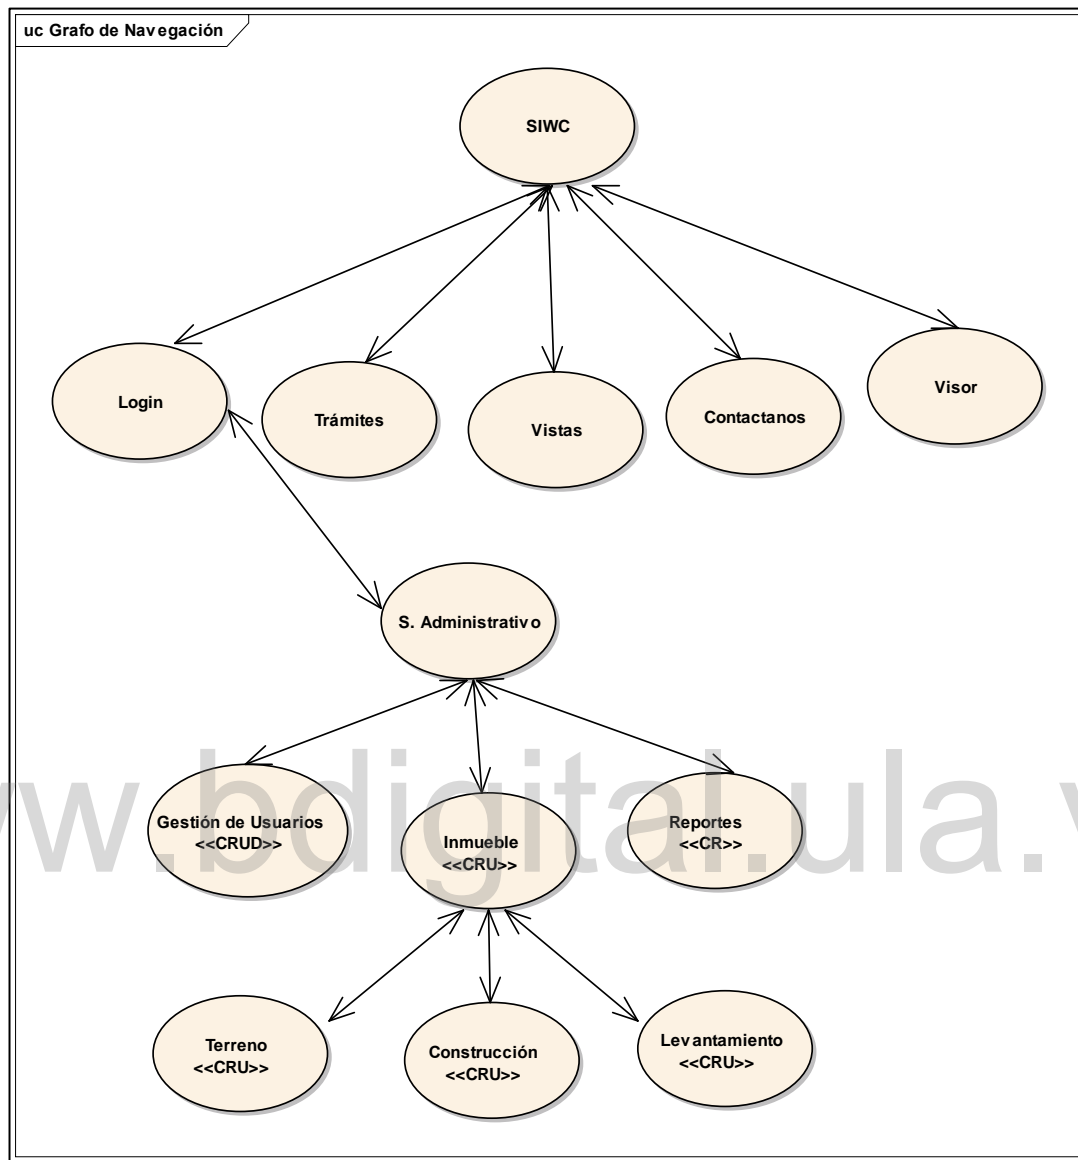 uc Grafo de Navegación
SIWC
Login
Trámites
Vistas
Contactanos
Visor
S. Administrativo
Gestión de Usuarios
<<CRUD>>
Inmueble
<<CRU>>
Reportes
<<CR>>
www.bdigital.ula.v
Terreno
<<CRU>>
Construcción
<<CRU>>
Levantamiento
<<CRU>>